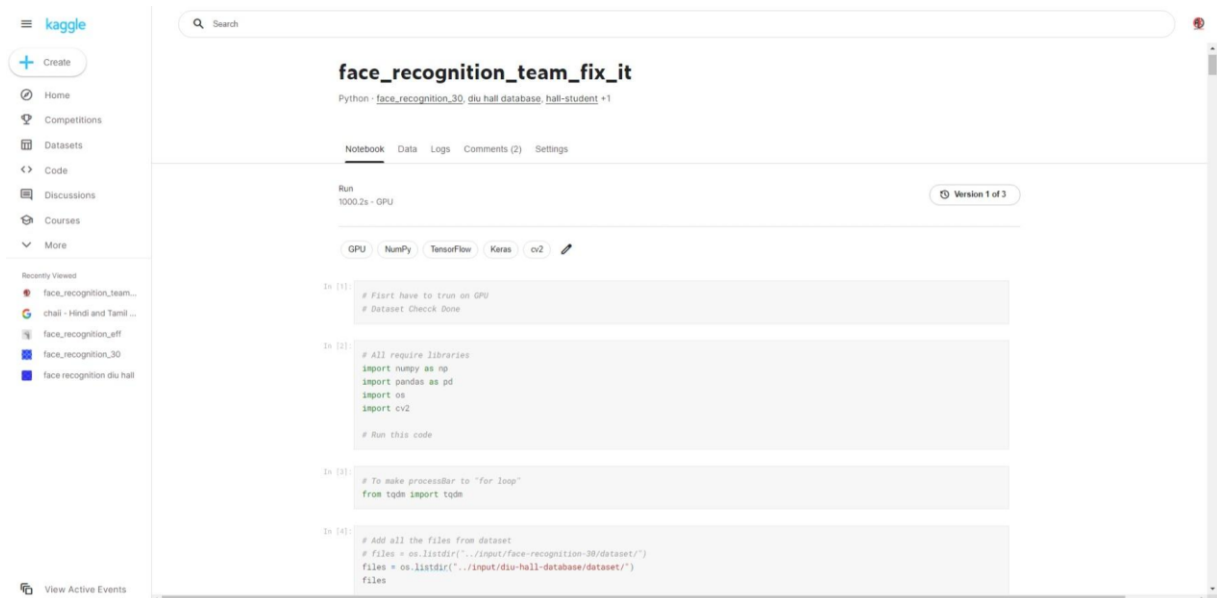 kaggle
Search
Create
Home
Competitions
Datasets
Code
Discussions
Courses
More
Recently Viewed
face_recognition_team...
chaii - Hindi and Tamil ...
face_recognition_eff
face_recognition_30
face recognition diu hall
View Active Events
face_recognition_team_fix_it
Python - face_recognition_30, diu hall database, hall-student +1
Notebook Data Logs Comments (2) Settings
Run
1000.2s - GPU
Version 1 of 3
GPU NumPy TensorFlow Keras cv2
In [1]:
# Fisrt have to trun on GPU
# Dataset Checck Done
In [2]:
# All require libraries
import numpy as np
import pandas as pd
import os
import cv2
# Run this code
In [3]:
# To make processBar to "for loop"
from tqdm import tqdm
In [4]:
# Add all the files from dataset
# files = os.listdir("../input/face-recognition-30/dataset/")
files = os.listdir("../input/diu-hall-database/dataset/")
files